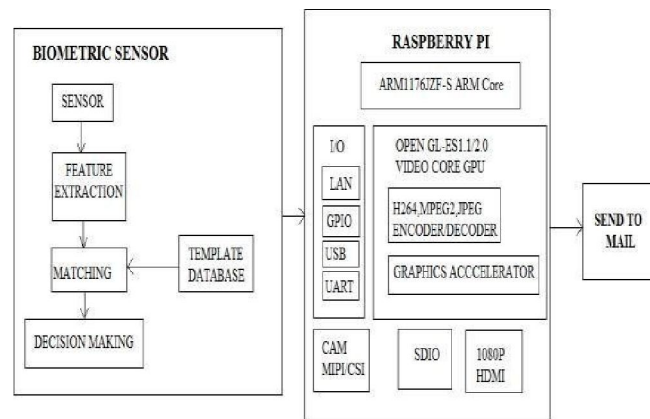 BIOMETRIC SENSOR
SENSOR
FEATURE
EXTRACTION
MATCHING
TEMPLATE
DATABASE
DECISION MAKING
RASPBERRY PI
ARM1176JZF-S ARM Core
I/O
LAN
GPIO
USB
UART
OPEN GL-ES1.1/2.0
VIDEO CORE GPU
H264,MPEG2,JPEG
ENCODER/DECODER
GRAPHICS ACCCELERATOR
CAM
MIPI/CSI
SDIO
1080P
HDMI
SEND TO
MAIL